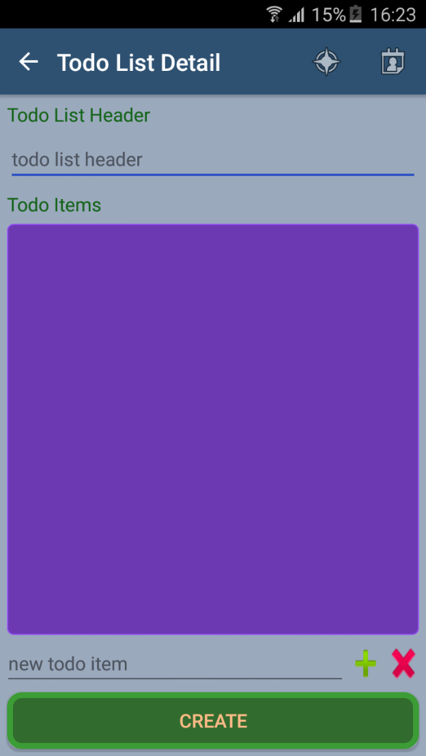 15% 16:23
Todo List Detail
Todo List Header
todo list header
Todo Items
new todo item
CREATE